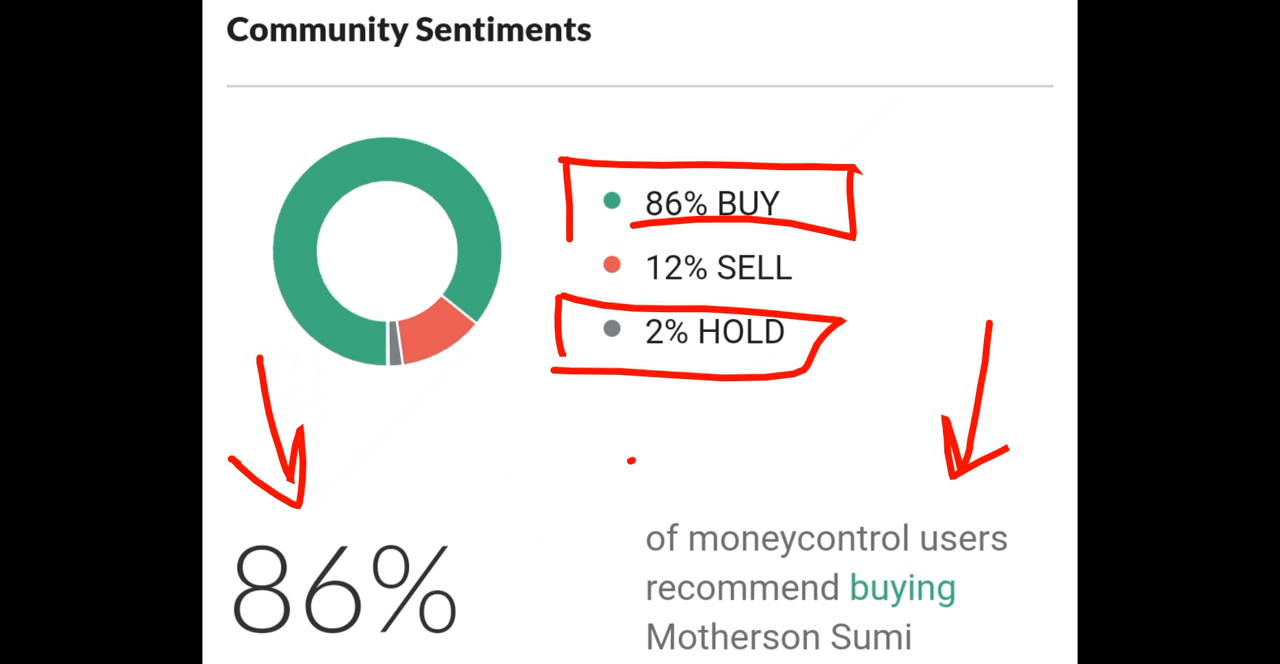 Community Sentiments
86% BUY
12% SELL
2% HOLD
86%
of moneycontrol users
recommend buying
Motherson Sumi